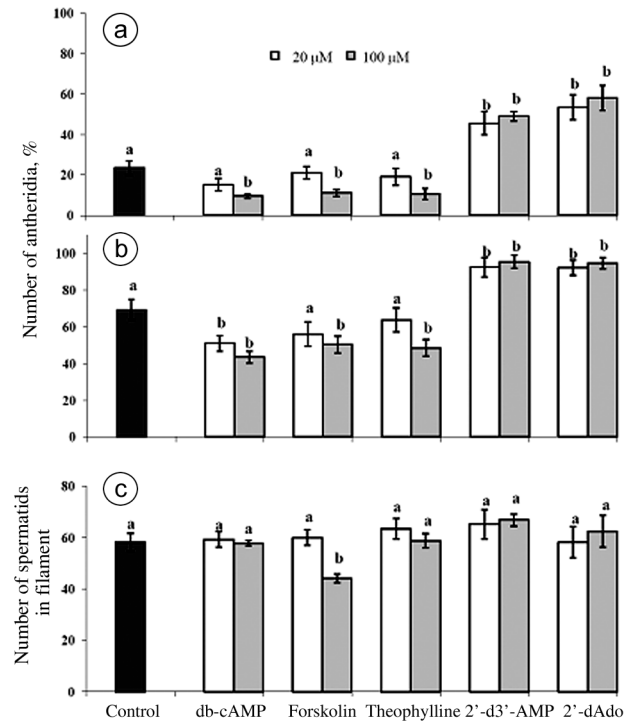 a
100
80
60
40
20
0
20 μM 100 μM
a
a b
a b
a b
b b
b b
Number of antheridia, %
b
100
80
60
40
20
0
a
b b
a b
a b
b b
b b
c
80
60
40
20
0
a
a a
a b
a a
a a
a a
Number of spermatids
in filament
Control db-cAMP Forskolin Theophylline 2'-d3'-AMP 2'-dAdo